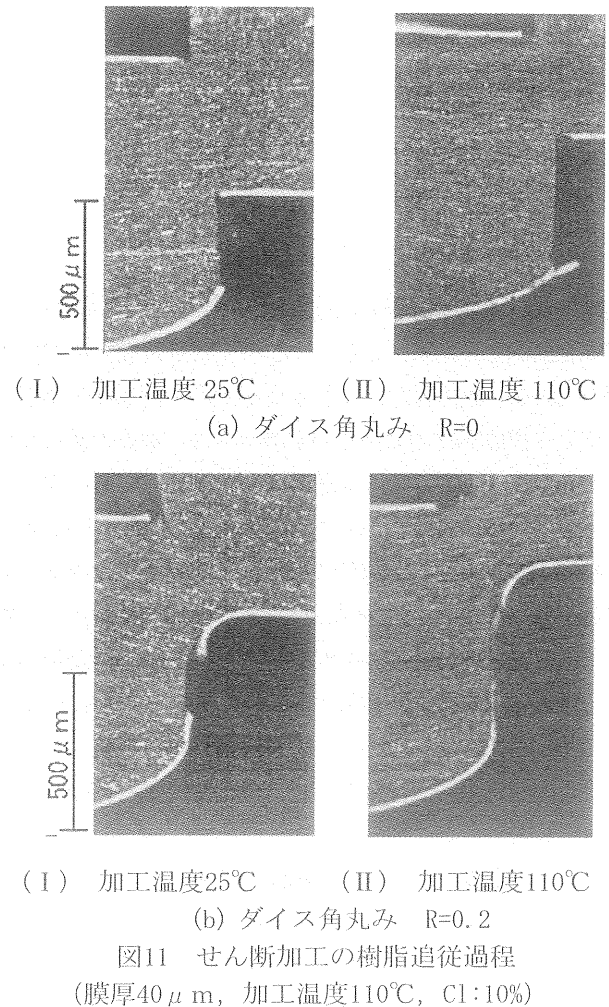 500μm
(Ⅰ) 加工温度 25℃ (Ⅱ) 加工温度 110℃
(a) ダイス角丸み R=0
500μm
(Ⅰ) 加工温度25℃ (Ⅱ) 加工温度110℃
(b) ダイス角丸み R=0.2
図11 せん断加工の樹脂追従過程
(膜厚40μm, 加工温度110℃, Cl:10%)